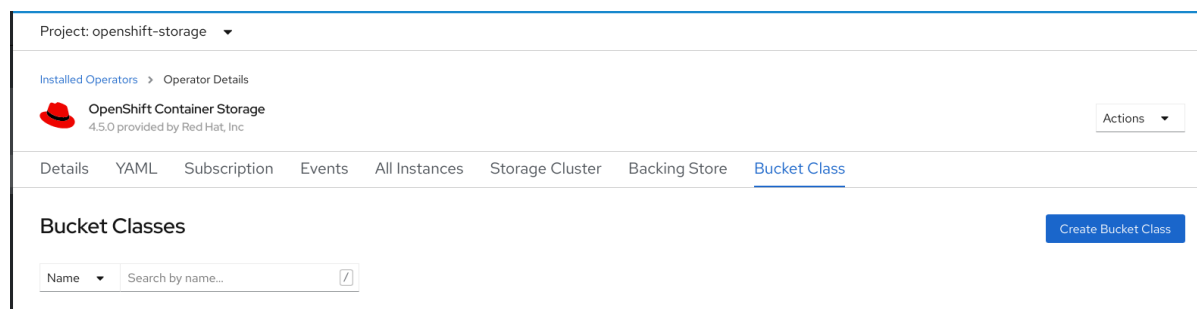 Project: openshift-storage
Installed Operators > Operator Details
OpenShift Container Storage
4.5.0 provided by Red Hat, Inc
Actions
Details YAML Subscription Events All Instances Storage Cluster Backing Store Bucket Class
Bucket Classes
Create Bucket Class
Name Search by name... /